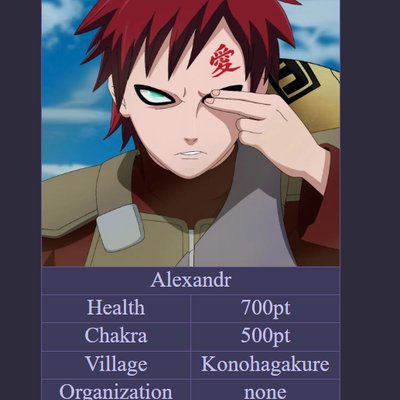 愛
Alexandr
Health 700pt
Chakra 500pt
Village Konohagakure
Organization none